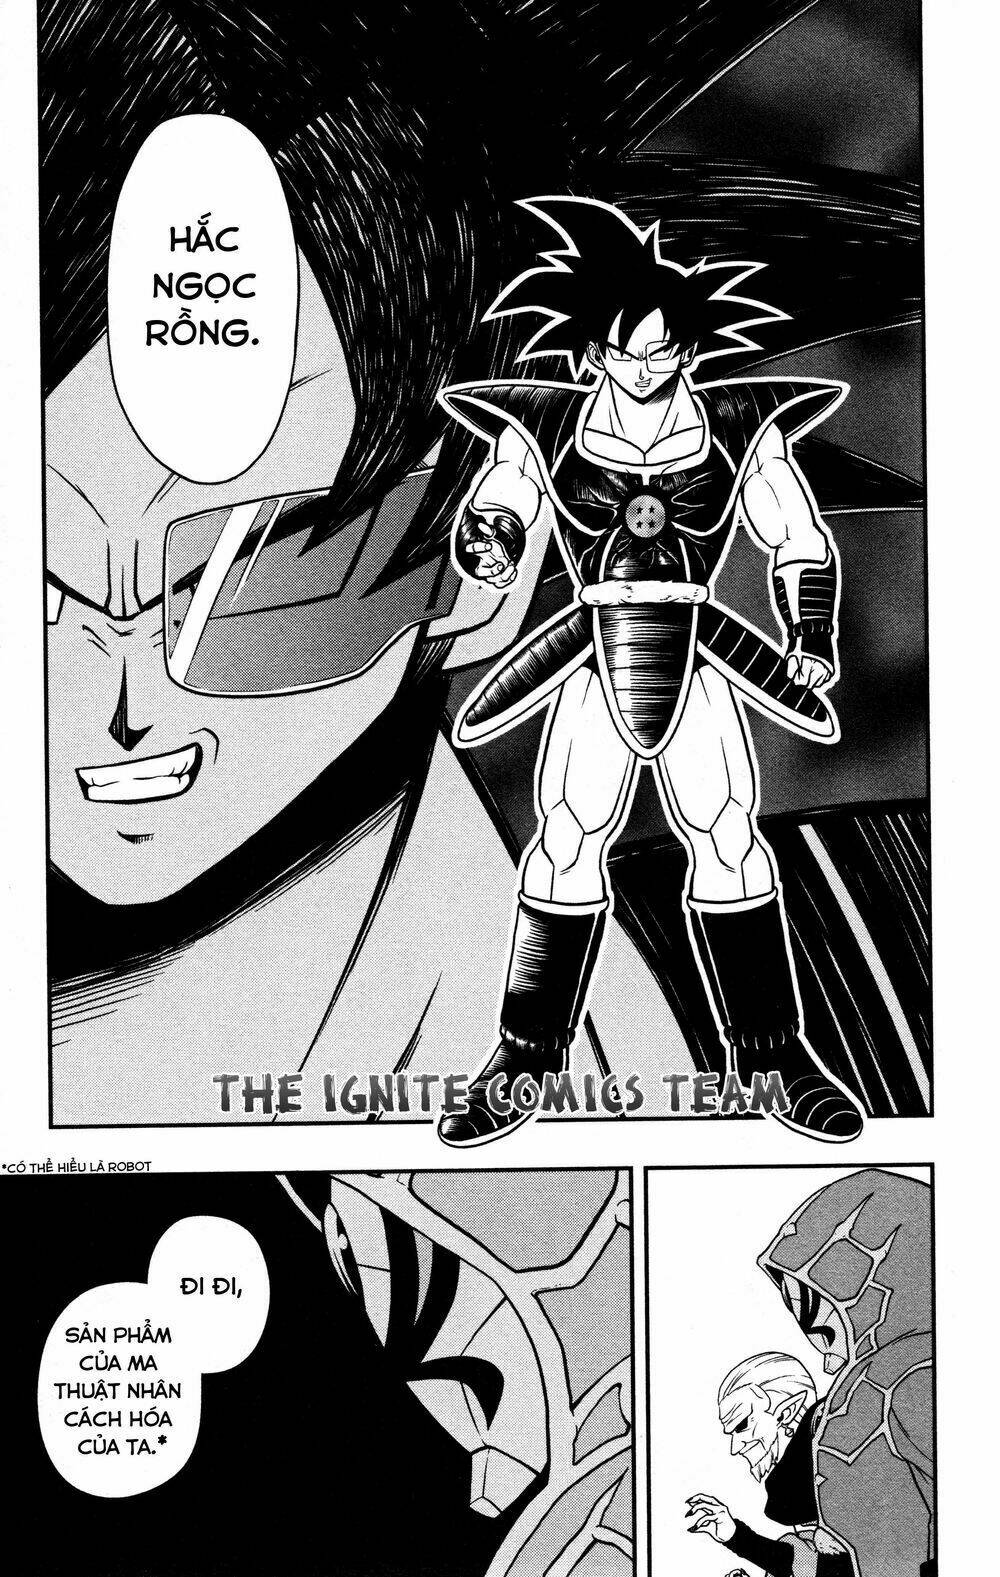 HẮC
NGỌC
RỒNG.
THE IGNITE COMICS TEAM
*CÓ THỂ HIỂU LÀ ROBOT
ĐI ĐI,
SẢN PHẨM
CỦA MA
THUẬT NHÂN
CÁCH HÓA
CỦA TA.*